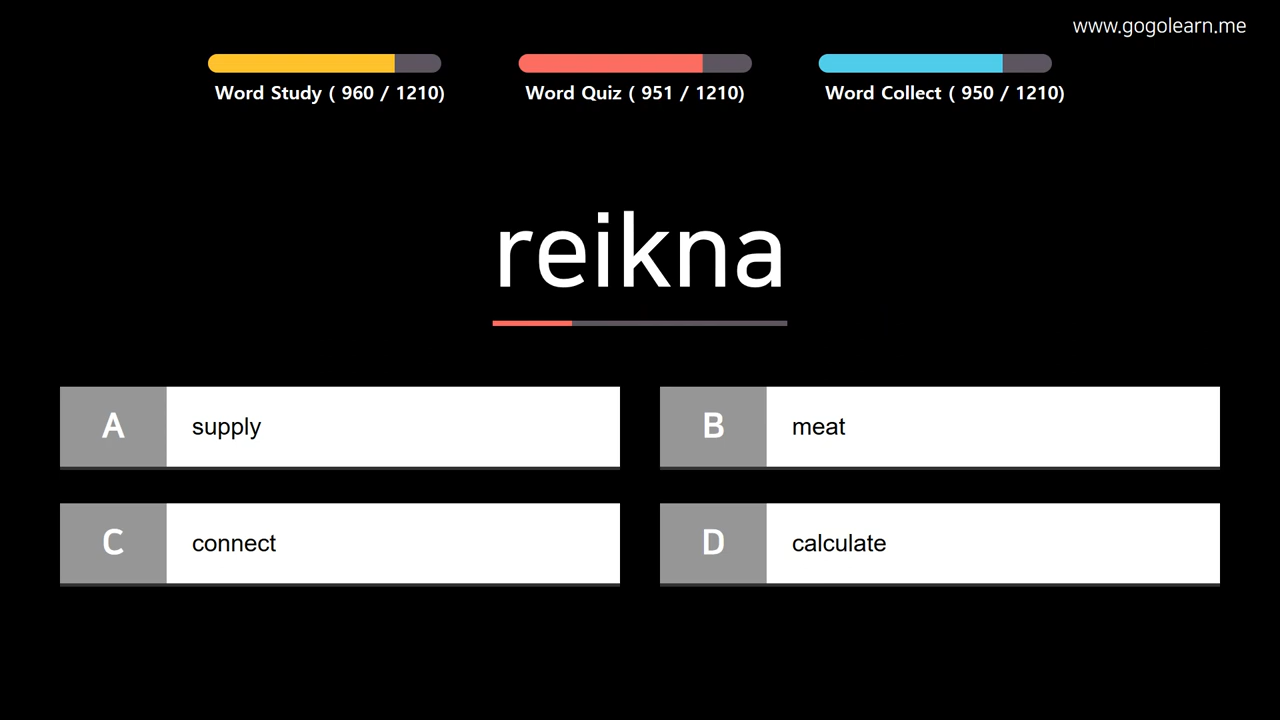 www.gogolearn.me
Word Study ( 960 / 1210)
Word Quiz ( 951 / 1210)
Word Collect ( 950 / 1210)
reikna
A supply
B meat
C connect
D calculate